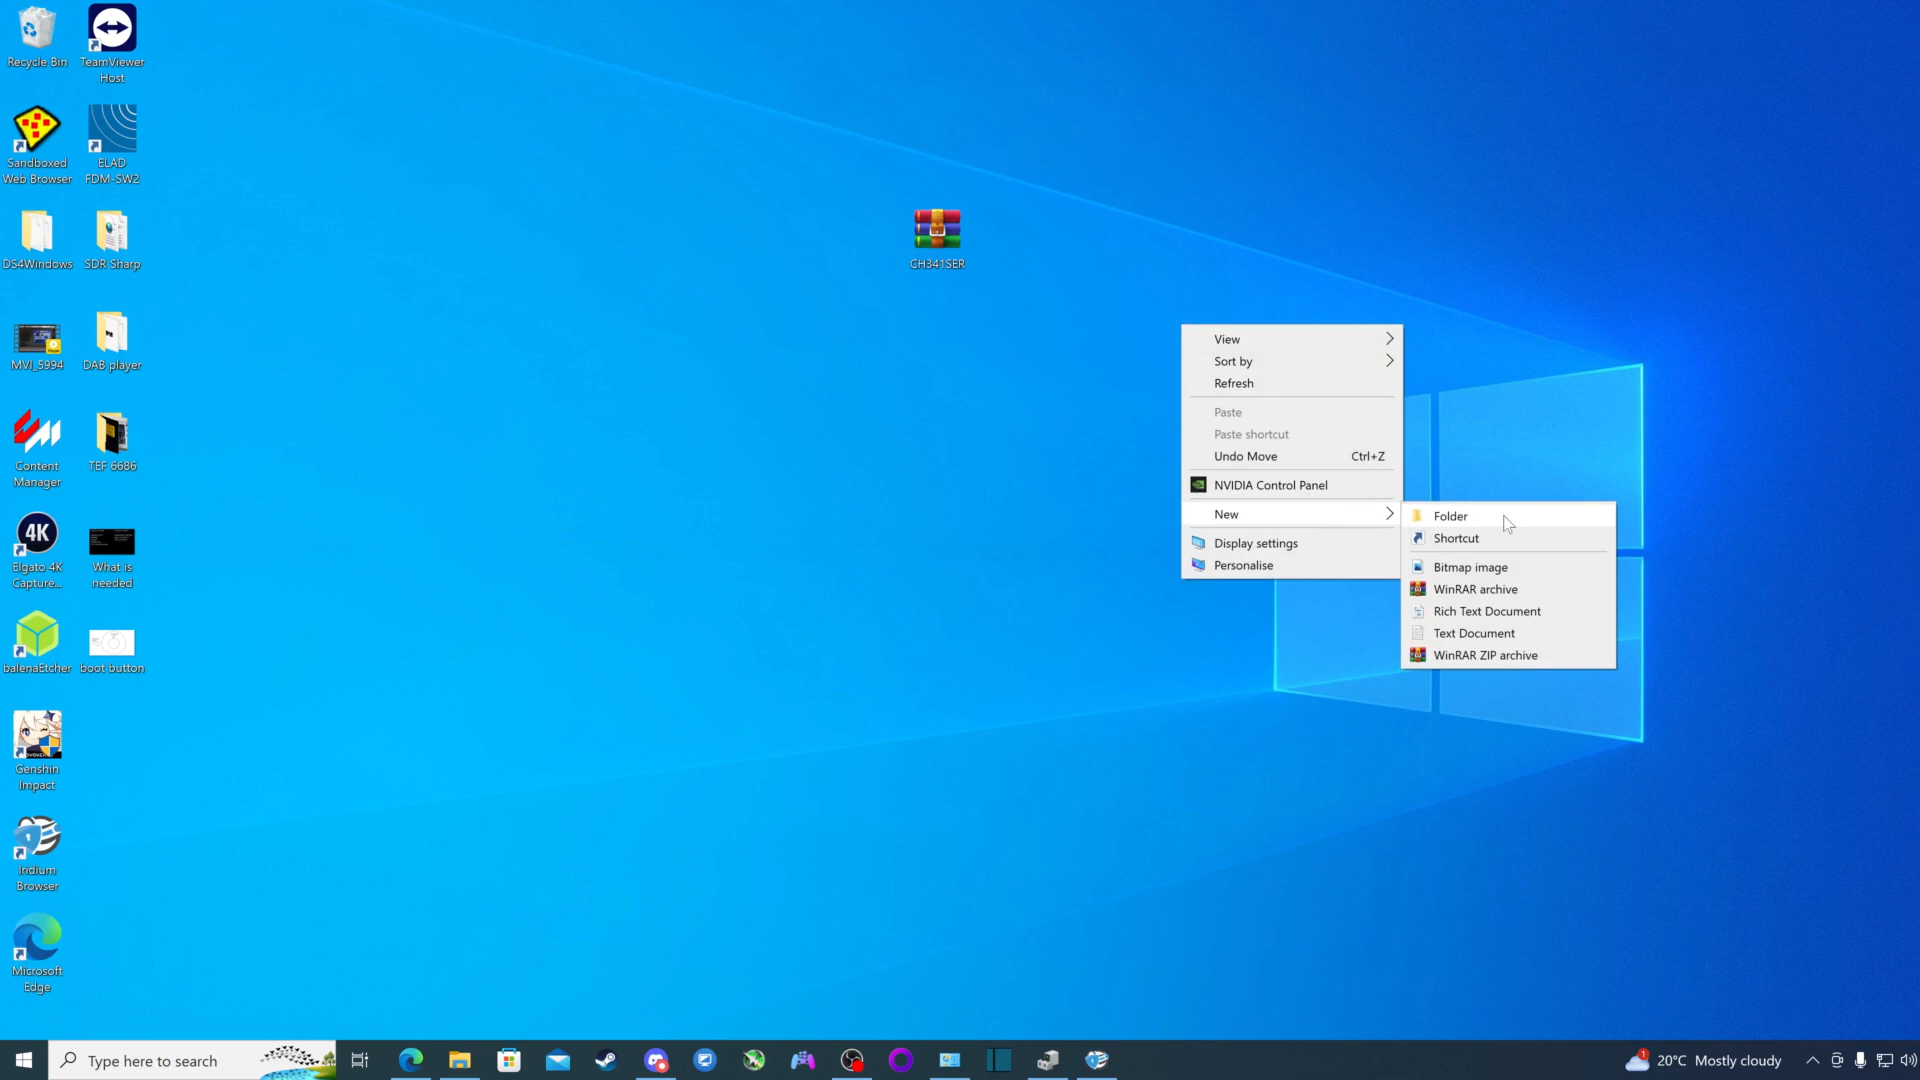 Recycle Bin
TeamViewer
Host
Sandboxed
Web Browser
ELAD
FDM-SW2
DS4Windows
SDR Sharp
MVI_5994
DAB player
Content
Manager
TEF 6686
4K
Elgato 4K
Capture...
What is
needed
balenaEtcher
boot button
Genshin
Impact
Iridium
Browser
Microsoft
Edge
CH341SER
View
Sort by
Refresh
Paste
Paste shortcut
Undo Move Ctrl+Z
NVIDIA Control Panel
New
Display settings
Personalise
Folder
Shortcut
Bitmap image
WinRAR archive
Rich Text Document
Text Document
WinRAR ZIP archive
Type here to search
1
20°C Mostly cloudy